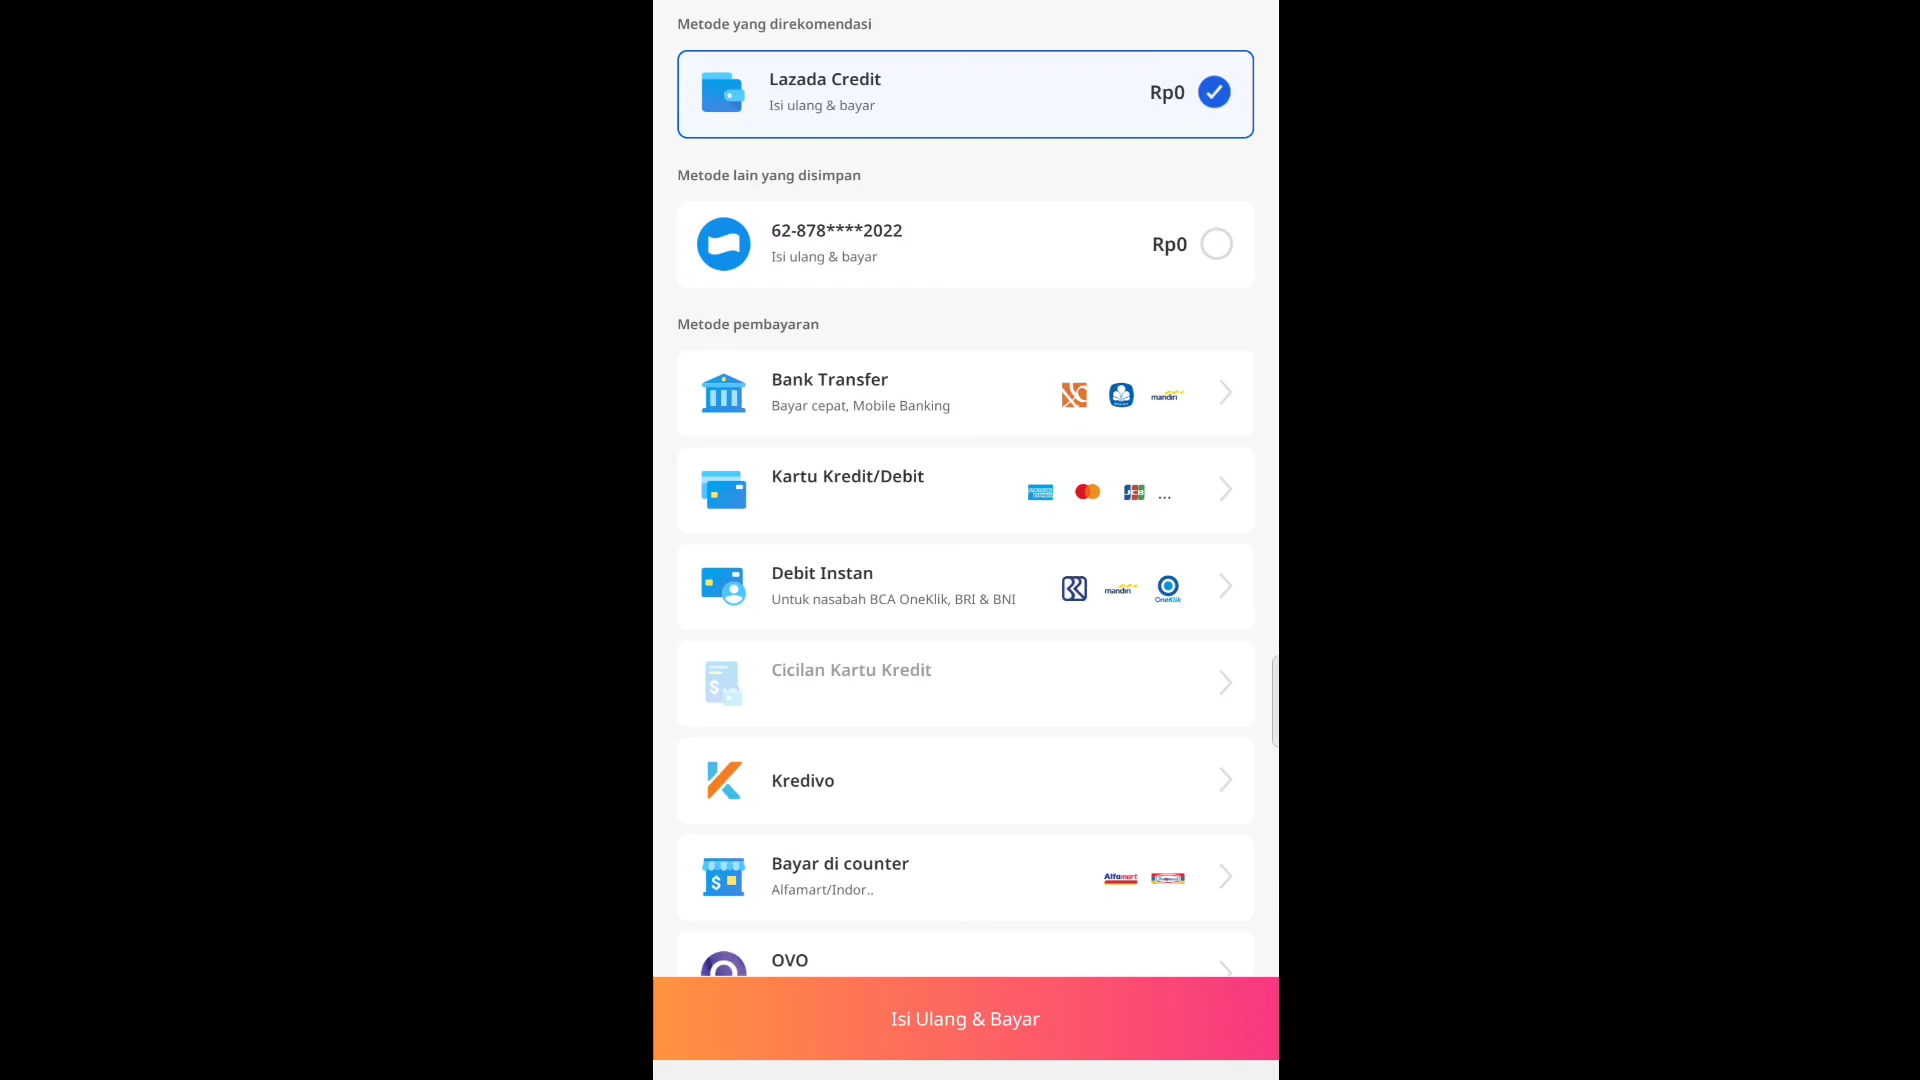 Metode yang direkomendasi
Lazada Credit
Isi ulang & bayar
Rp0
Metode lain yang disimpan
62-878****2022
Isi ulang & bayar
Rp0
Metode pembayaran
Bank Transfer
Bayar cepat, Mobile Banking
mandiri
Kartu Kredit/Debit
JCB
...
Debit Instan
Untuk nasabah BCA OneKlik, BRI & BNI
mandiri
OneKlik
Cicilan Kartu Kredit
Kredivo
Bayar di counter
Alfamart/Indor..
Alfamart
OVO
Isi Ulang & Bayar